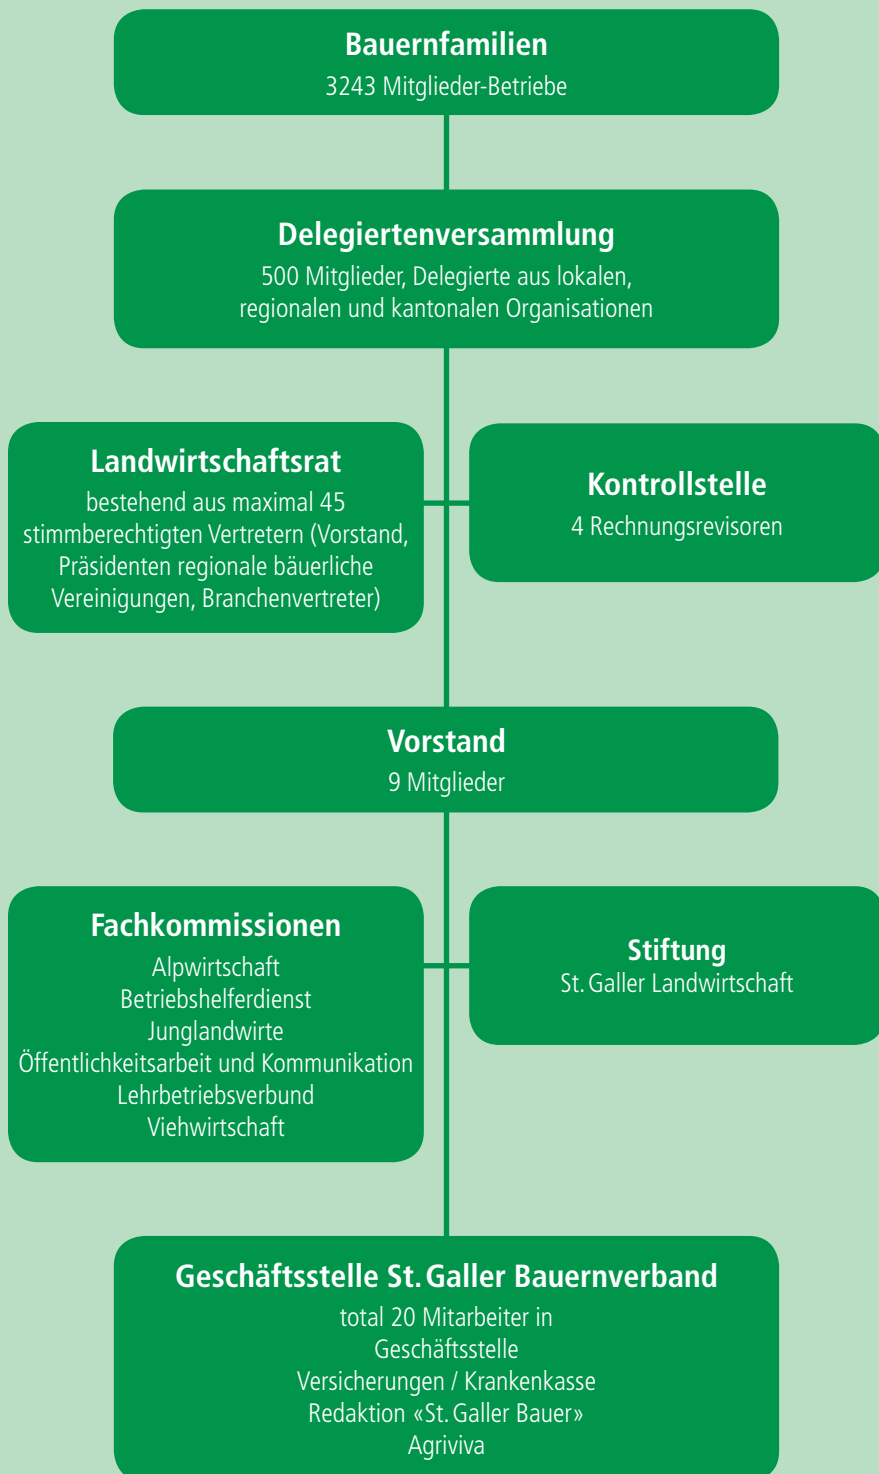 Bauernfamilien
3243 Mitglieder-Betriebe
Delegiertenversammlung
500 Mitglieder, Delegierte aus lokalen,
regionalen und kantonalen Organisationen
Landwirtschaftsrat
bestehend aus maximal 45
stimmberechtigten Vertretern (Vorstand,
Präsidenten regionale bäuerliche
Vereinigungen, Branchenvertreter)
Kontrollstelle
4 Rechnungsrevisoren
Vorstand
9 Mitglieder
Fachkommissionen
Alpwirtschaft
Betriebshelferdienst
Junglandwirte
Öffentlichkeitsarbeit und Kommunikation
Lehrbetriebsverbund
Viehwirtschaft
Stiftung
St. Galler Landwirtschaft
Geschäftsstelle St. Galler Bauernverband
total 20 Mitarbeiter in
Geschäftsstelle
Versicherungen / Krankenkasse
Redaktion «St. Galler Bauer»
Agriviva